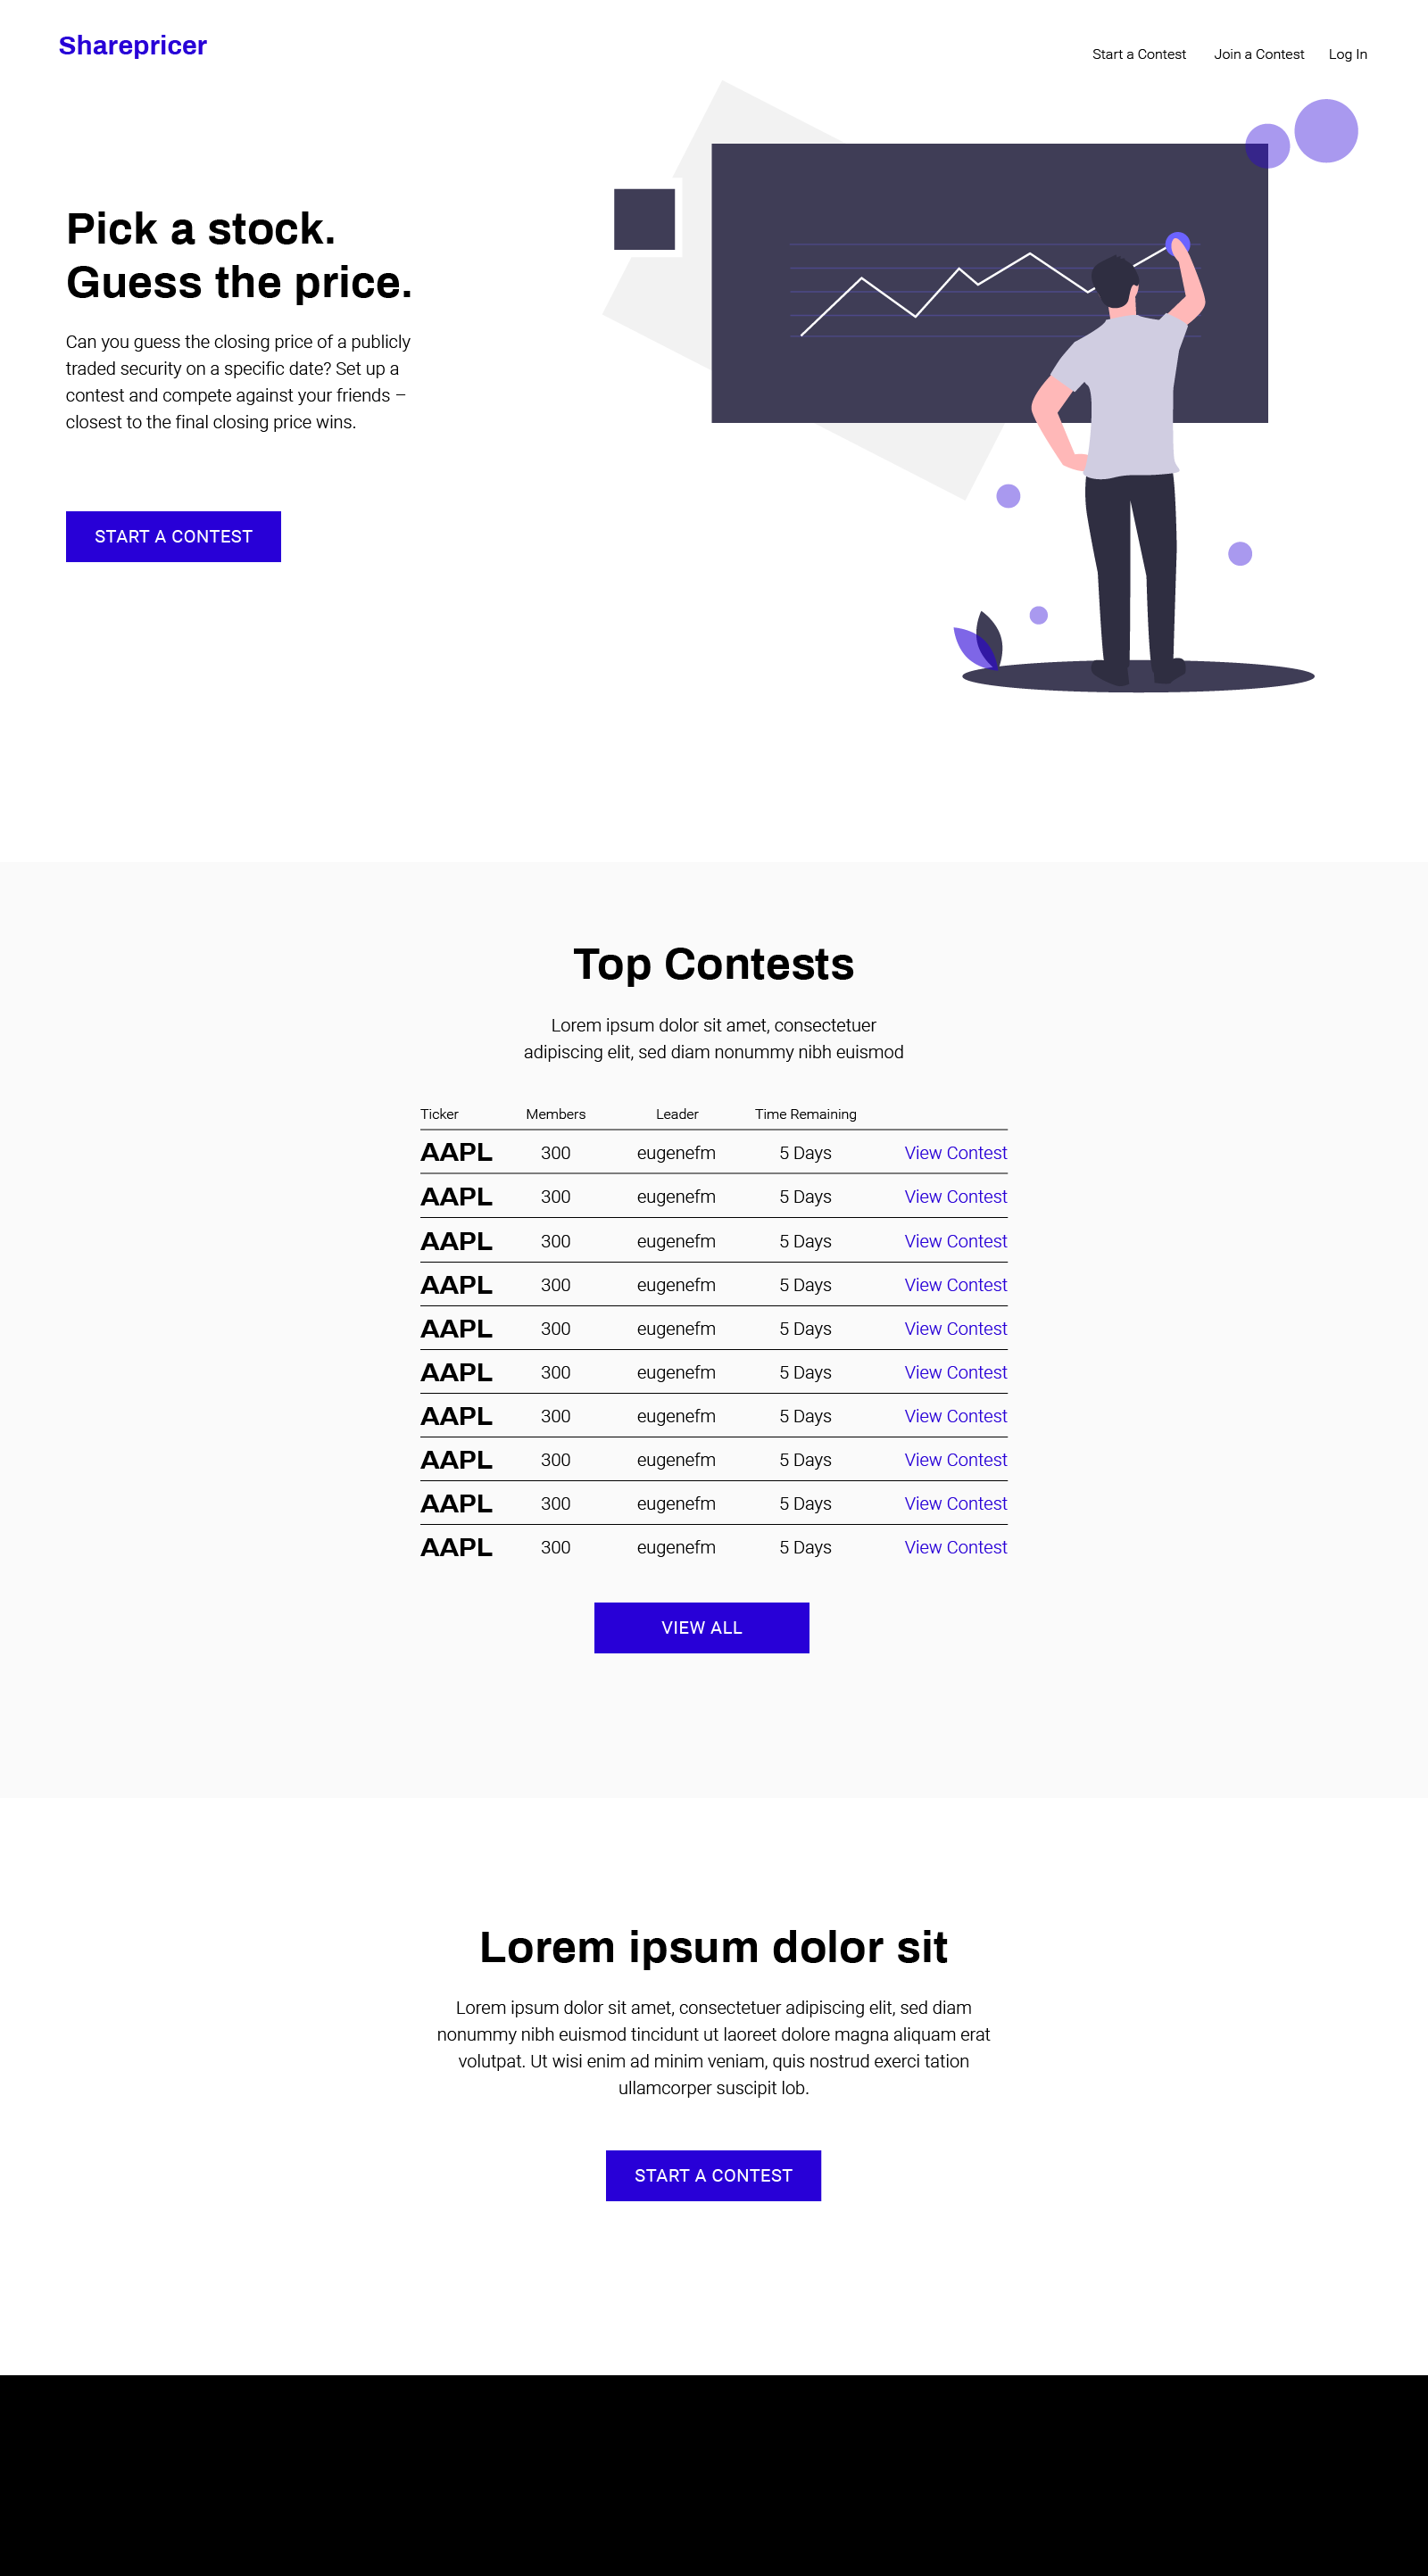 Sharepricer
Start a Contest Join a Contest Log In
Pick a stock.
Guess the price.
Can you guess the closing price of a publicly
traded security on a specific date? Set up a
contest and compete against your friends –
closest to the final closing price wins.
START A CONTEST
Top Contests
Lorem ipsum dolor sit amet, consectetuer
adipiscing elit, sed diam nonummy nibh euismod
Ticker Members Leader Time Remaining
AAPL 300 eugenefm 5 Days View Contest
AAPL 300 eugenefm 5 Days View Contest
AAPL 300 eugenefm 5 Days View Contest
AAPL 300 eugenefm 5 Days View Contest
AAPL 300 eugenefm 5 Days View Contest
AAPL 300 eugenefm 5 Days View Contest
AAPL 300 eugenefm 5 Days View Contest
AAPL 300 eugenefm 5 Days View Contest
AAPL 300 eugenefm 5 Days View Contest
AAPL 300 eugenefm 5 Days View Contest
VIEW ALL
Lorem ipsum dolor sit
Lorem ipsum dolor sit amet, consectetuer adipiscing elit, sed diam
nonummy nibh euismod tincidunt ut laoreet dolore magna aliquam erat
volutpat. Ut wisi enim ad minim veniam, quis nostrud exerci tation
ullamcorper suscipit lob.
START A CONTEST